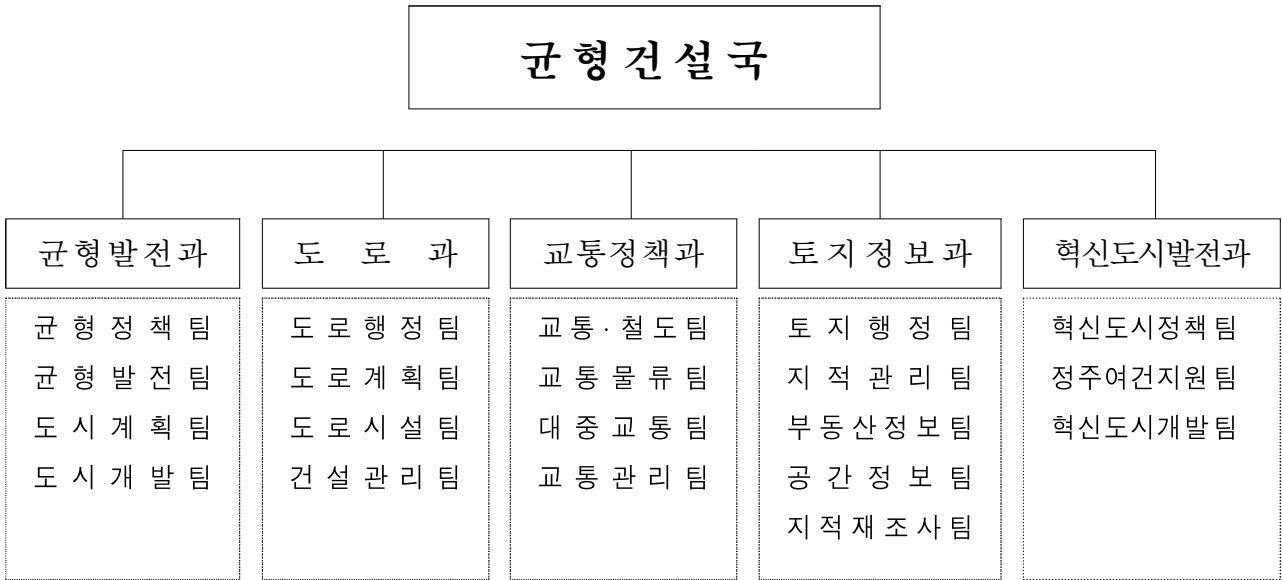 균형건설국
균형발전과
균형정책팀
균형발전팀
도시계획팀
도시개발팀
도로과
도로행정팀
도로계획팀
도로시설팀
건설관리팀
교통정책과
교통·철도팀
교통물류팀
대중교통팀
교통관리팀
토지정보과
토지행정팀
지적관리팀
부동산정보팀
공간정보팀
지적재조사팀
혁신도시발전과
혁신도시정책팀
정주여건지원팀
혁신도시개발팀